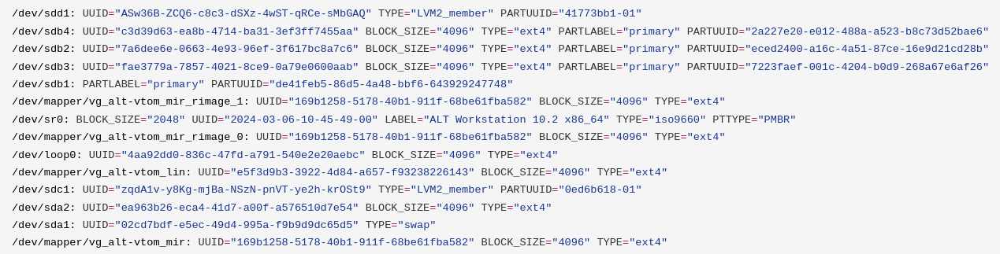 /dev/sdd1: UUID="ASw36B-ZCQ6-c8c3-dSXz-4wST-qRCe-sMbGAQ" TYPE="LVM2_member" PARTUUID="41773bb1-01"
/dev/sdb4: UUID="c3d39d63-ea8b-4714-ba31-3ef3ff7455aa" BLOCK_SIZE="4096" TYPE="ext4" PARTLABEL="primary" PARTUUID="2a227e20-e012-488a-a523-b8c73d52bae6"
/dev/sdb2: UUID="7a6dee6e-0663-4e93-96ef-3f617bc8a7c6" BLOCK_SIZE="4096" TYPE="ext4" PARTLABEL="primary" PARTUUID="eced2400-a16c-4a51-87ce-16e9d21cd28b"
/dev/sdb3: UUID="fae3779a-7857-4021-8ce9-0a79e0600aab" BLOCK_SIZE="4096" TYPE="ext4" PARTLABEL="primary" PARTUUID="7223faef-001c-4204-b0d9-268a67e6af26"
/dev/sdb1: PARTLABEL="primary" PARTUUID="de41feb5-86d5-4a48-bbf6-643929247748"
/dev/mapper/vg_alt-vtom_mir_rimage_1: UUID="169b1258-5178-40b1-911f-68be61fba582" BLOCK_SIZE="4096" TYPE="ext4"
/dev/sr0: BLOCK_SIZE="2048" UUID="2024-03-06-10-45-49-00" LABEL="ALT Workstation 10.2 x86_64" TYPE="iso9660" PTTYPE="PMBR"
/dev/mapper/vg_alt-vtom_mir_rimage_0: UUID="169b1258-5178-40b1-911f-68be61fba582" BLOCK_SIZE="4096" TYPE="ext4"
/dev/loop0: UUID="4aa92dd0-836c-47fd-a791-540e2e20aebc" BLOCK_SIZE="4096" TYPE="ext4"
/dev/mapper/vg_alt-vtom_lin: UUID="e5f3d9b3-3922-4d84-a657-f93238226143" BLOCK_SIZE="4096" TYPE="ext4"
/dev/sdc1: UUID="zqdA1v-y8Kg-mjBa-NSzN-pnVT-ye2h-krOSt9" TYPE="LVM2_member" PARTUUID="0ed6b618-01"
/dev/sda2: UUID="ea963b26-eca4-41d7-a00f-a576510d7e54" BLOCK_SIZE="4096" TYPE="ext4"
/dev/sda1: UUID="02cd7bdf-e5ec-49d4-995a-f9b9d9dc65d5" TYPE="swap"
/dev/mapper/vg_alt-vtom_mir: UUID="169b1258-5178-40b1-911f-68be61fba582" BLOCK_SIZE="4096" TYPE="ext4"